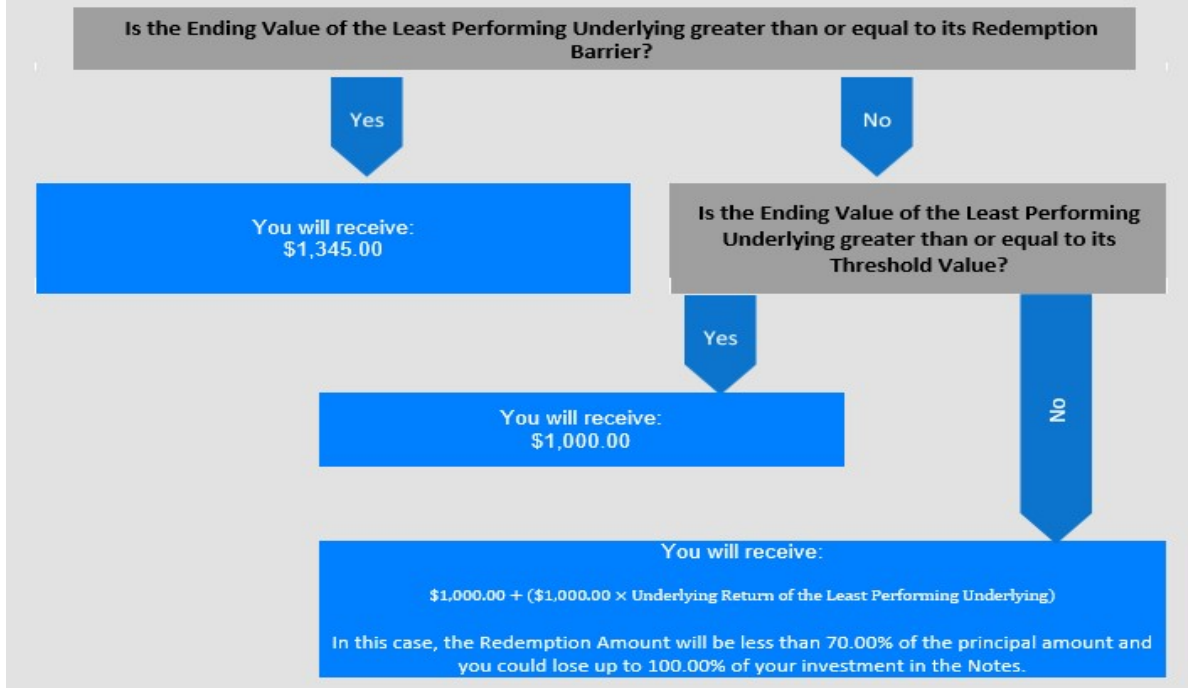 Is the Ending Value of the Least Performing Underlying greater than or equal to its Redemption
Barrier?
Yes
No
You will receive:
$1,345.00
Is the Ending Value of the Least Performing
Underlying greater than or equal to its
Threshold Value?
Yes
No
You will receive:
$1,000.00
You will receive:
$1,000.00 + ($1,000.00 × Underlying Return of the Least Performing Underlying)
In this case, the Redemption Amount will be less than 70.00% of the principal amount and
you could lose up to 100.00% of your investment in the Notes.